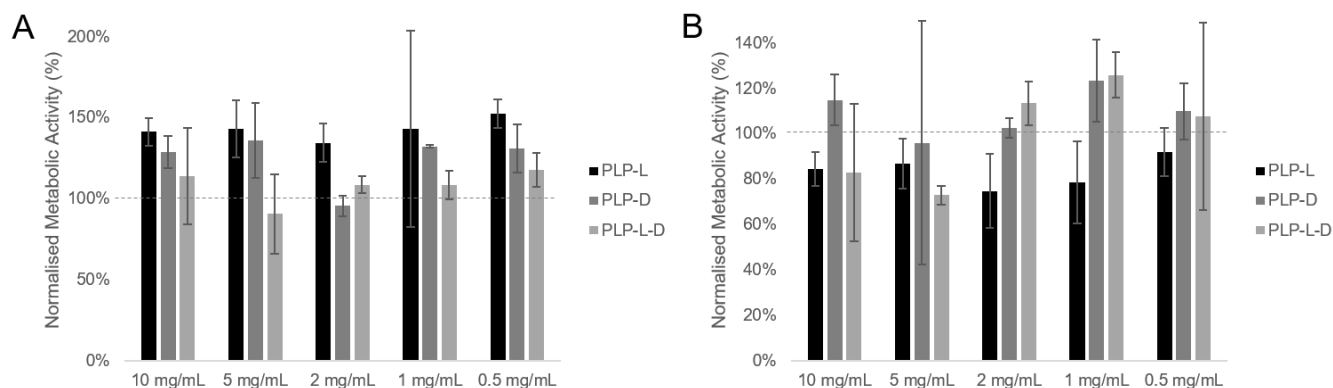 A
Normalised Metabolic Activity (%)
200%
150%
100%
50%
0%
10 mg/mL 5 mg/mL 2 mg/mL 1 mg/mL 0.5 mg/mL
PLP-L
PLP-D
PLP-L-D
B
Normalised Metabolic Activity (%)
140%
120%
100%
80%
60%
40%
20%
0%
10 mg/mL 5 mg/mL 2 mg/mL 1 mg/mL 0.5 mg/mL
PLP-L
PLP-D
PLP-L-D